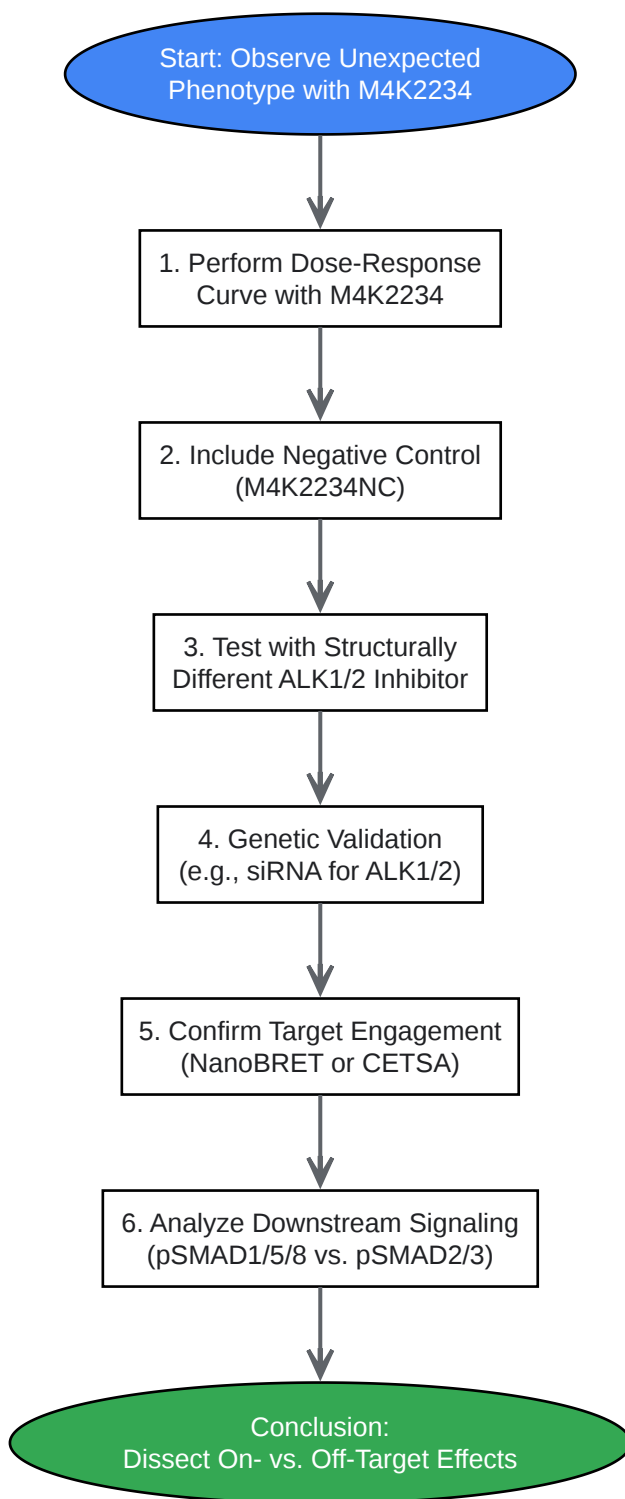 Start: Observe Unexpected
Phenotype with M4K2234
1. Perform Dose-Response
Curve with M4K2234
2. Include Negative Control
(M4K2234NC)
3. Test with Structurally
Different ALK1/2 Inhibitor
4. Genetic Validation
(e.g., siRNA for ALK1/2)
5. Confirm Target Engagement
(NanoBRET or CETSA)
6. Analyze Downstream Signaling
(pSMAD1/5/8 vs. pSMAD2/3)
Conclusion:
Dissect On- vs. Off-Target Effects